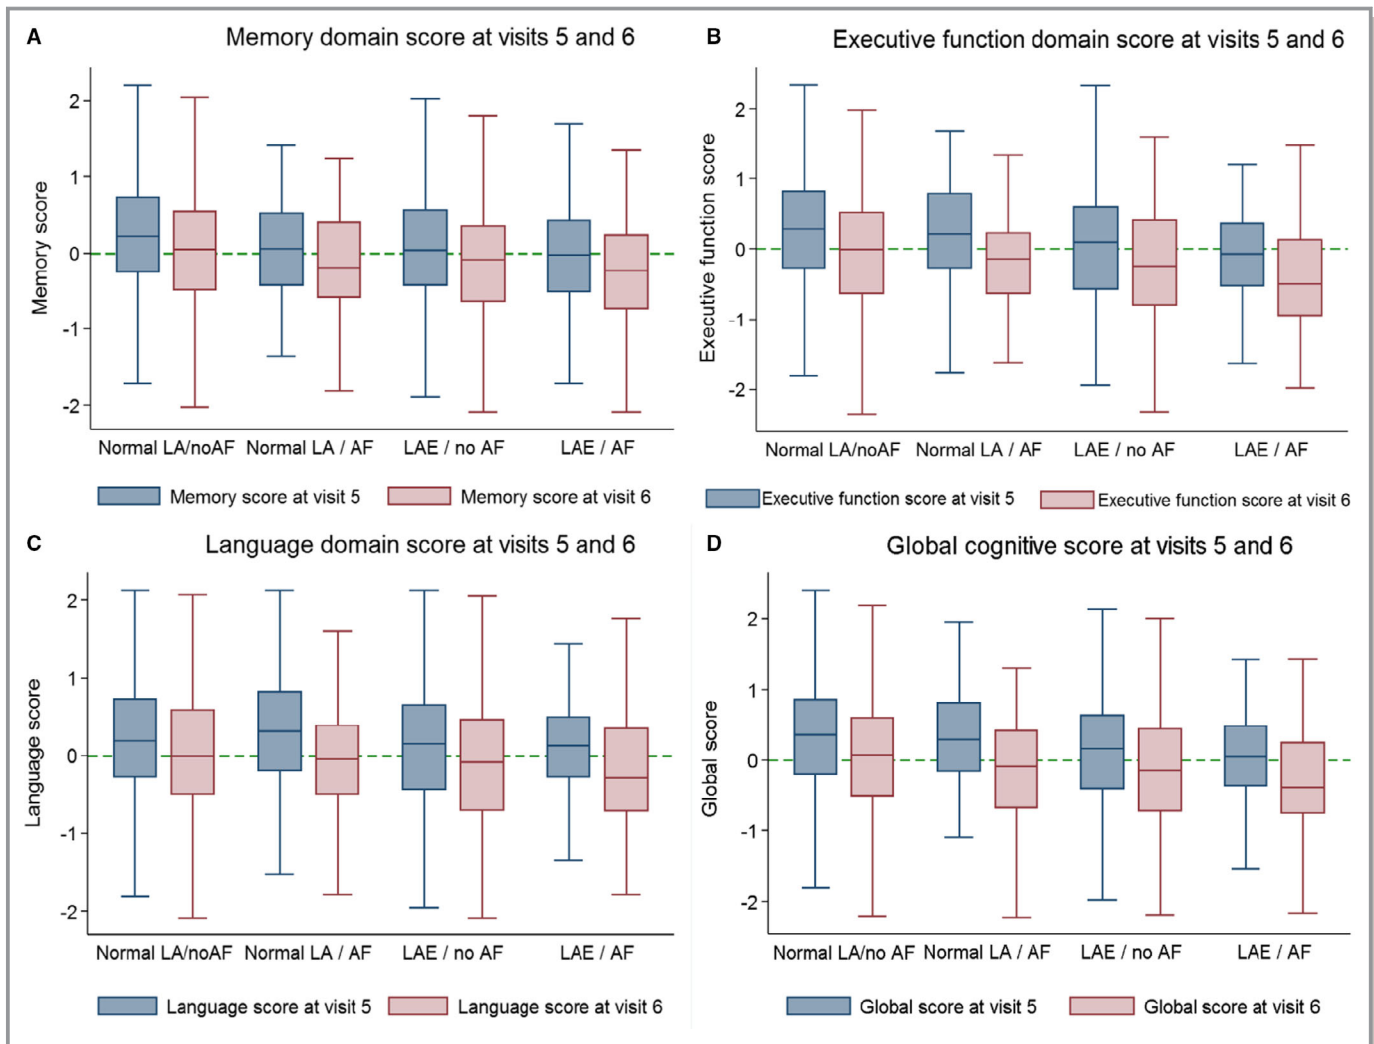 A
Memory domain score at visits 5 and 6
Memory score
2
1
0
-1
-2
Normal LA/noAF
Normal LA / AF
LAE / no AF
LAE / AF
Memory score at visit 5
Memory score at visit 6
B
Executive function domain score at visits 5 and 6
Executive function score
2
1
0
-1
-2
Normal LA/noAF
Normal LA / AF
LAE / no AF
LAE / AF
Executive function score at visit 5
Executive function score at visit 6
C
Language domain score at visits 5 and 6
Language score
2
1
0
-1
-2
Normal LA/noAF
Normal LA / AF
LAE / no AF
LAE / AF
Language score at visit 5
Language score at visit 6
D
Global cognitive score at visits 5 and 6
Global score
2
1
0
-1
-2
Normal LA/no AF
Normal LA / AF
LAE / no AF
LAE / AF
Global score at visit 5
Global score at visit 6